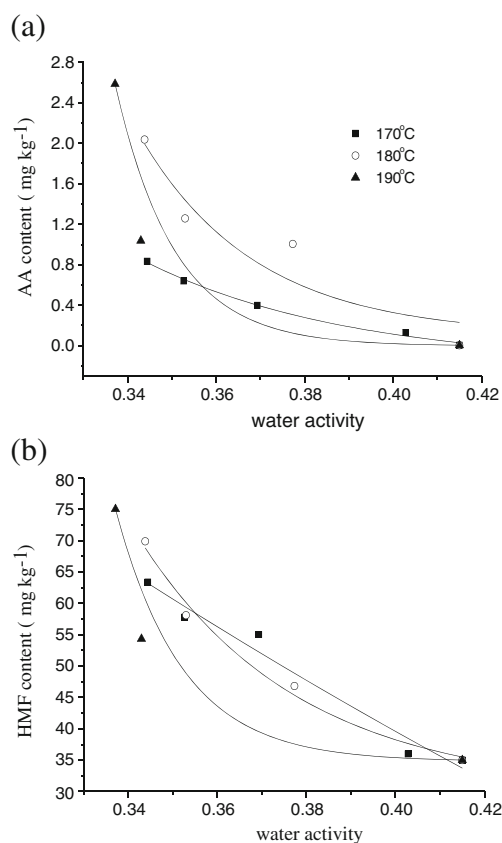 (a)
AA content ( mg kg-1)
2.8
2.4
2.0
1.6
1.2
0.8
0.4
0.0
170°C
180°C
190°C
0.34 0.36 0.38 0.40 0.42
water activity
(b)
HMF content ( mg kg-1)
80
75
70
65
60
55
50
45
40
35
30
0.34 0.36 0.38 0.40 0.42
water activity